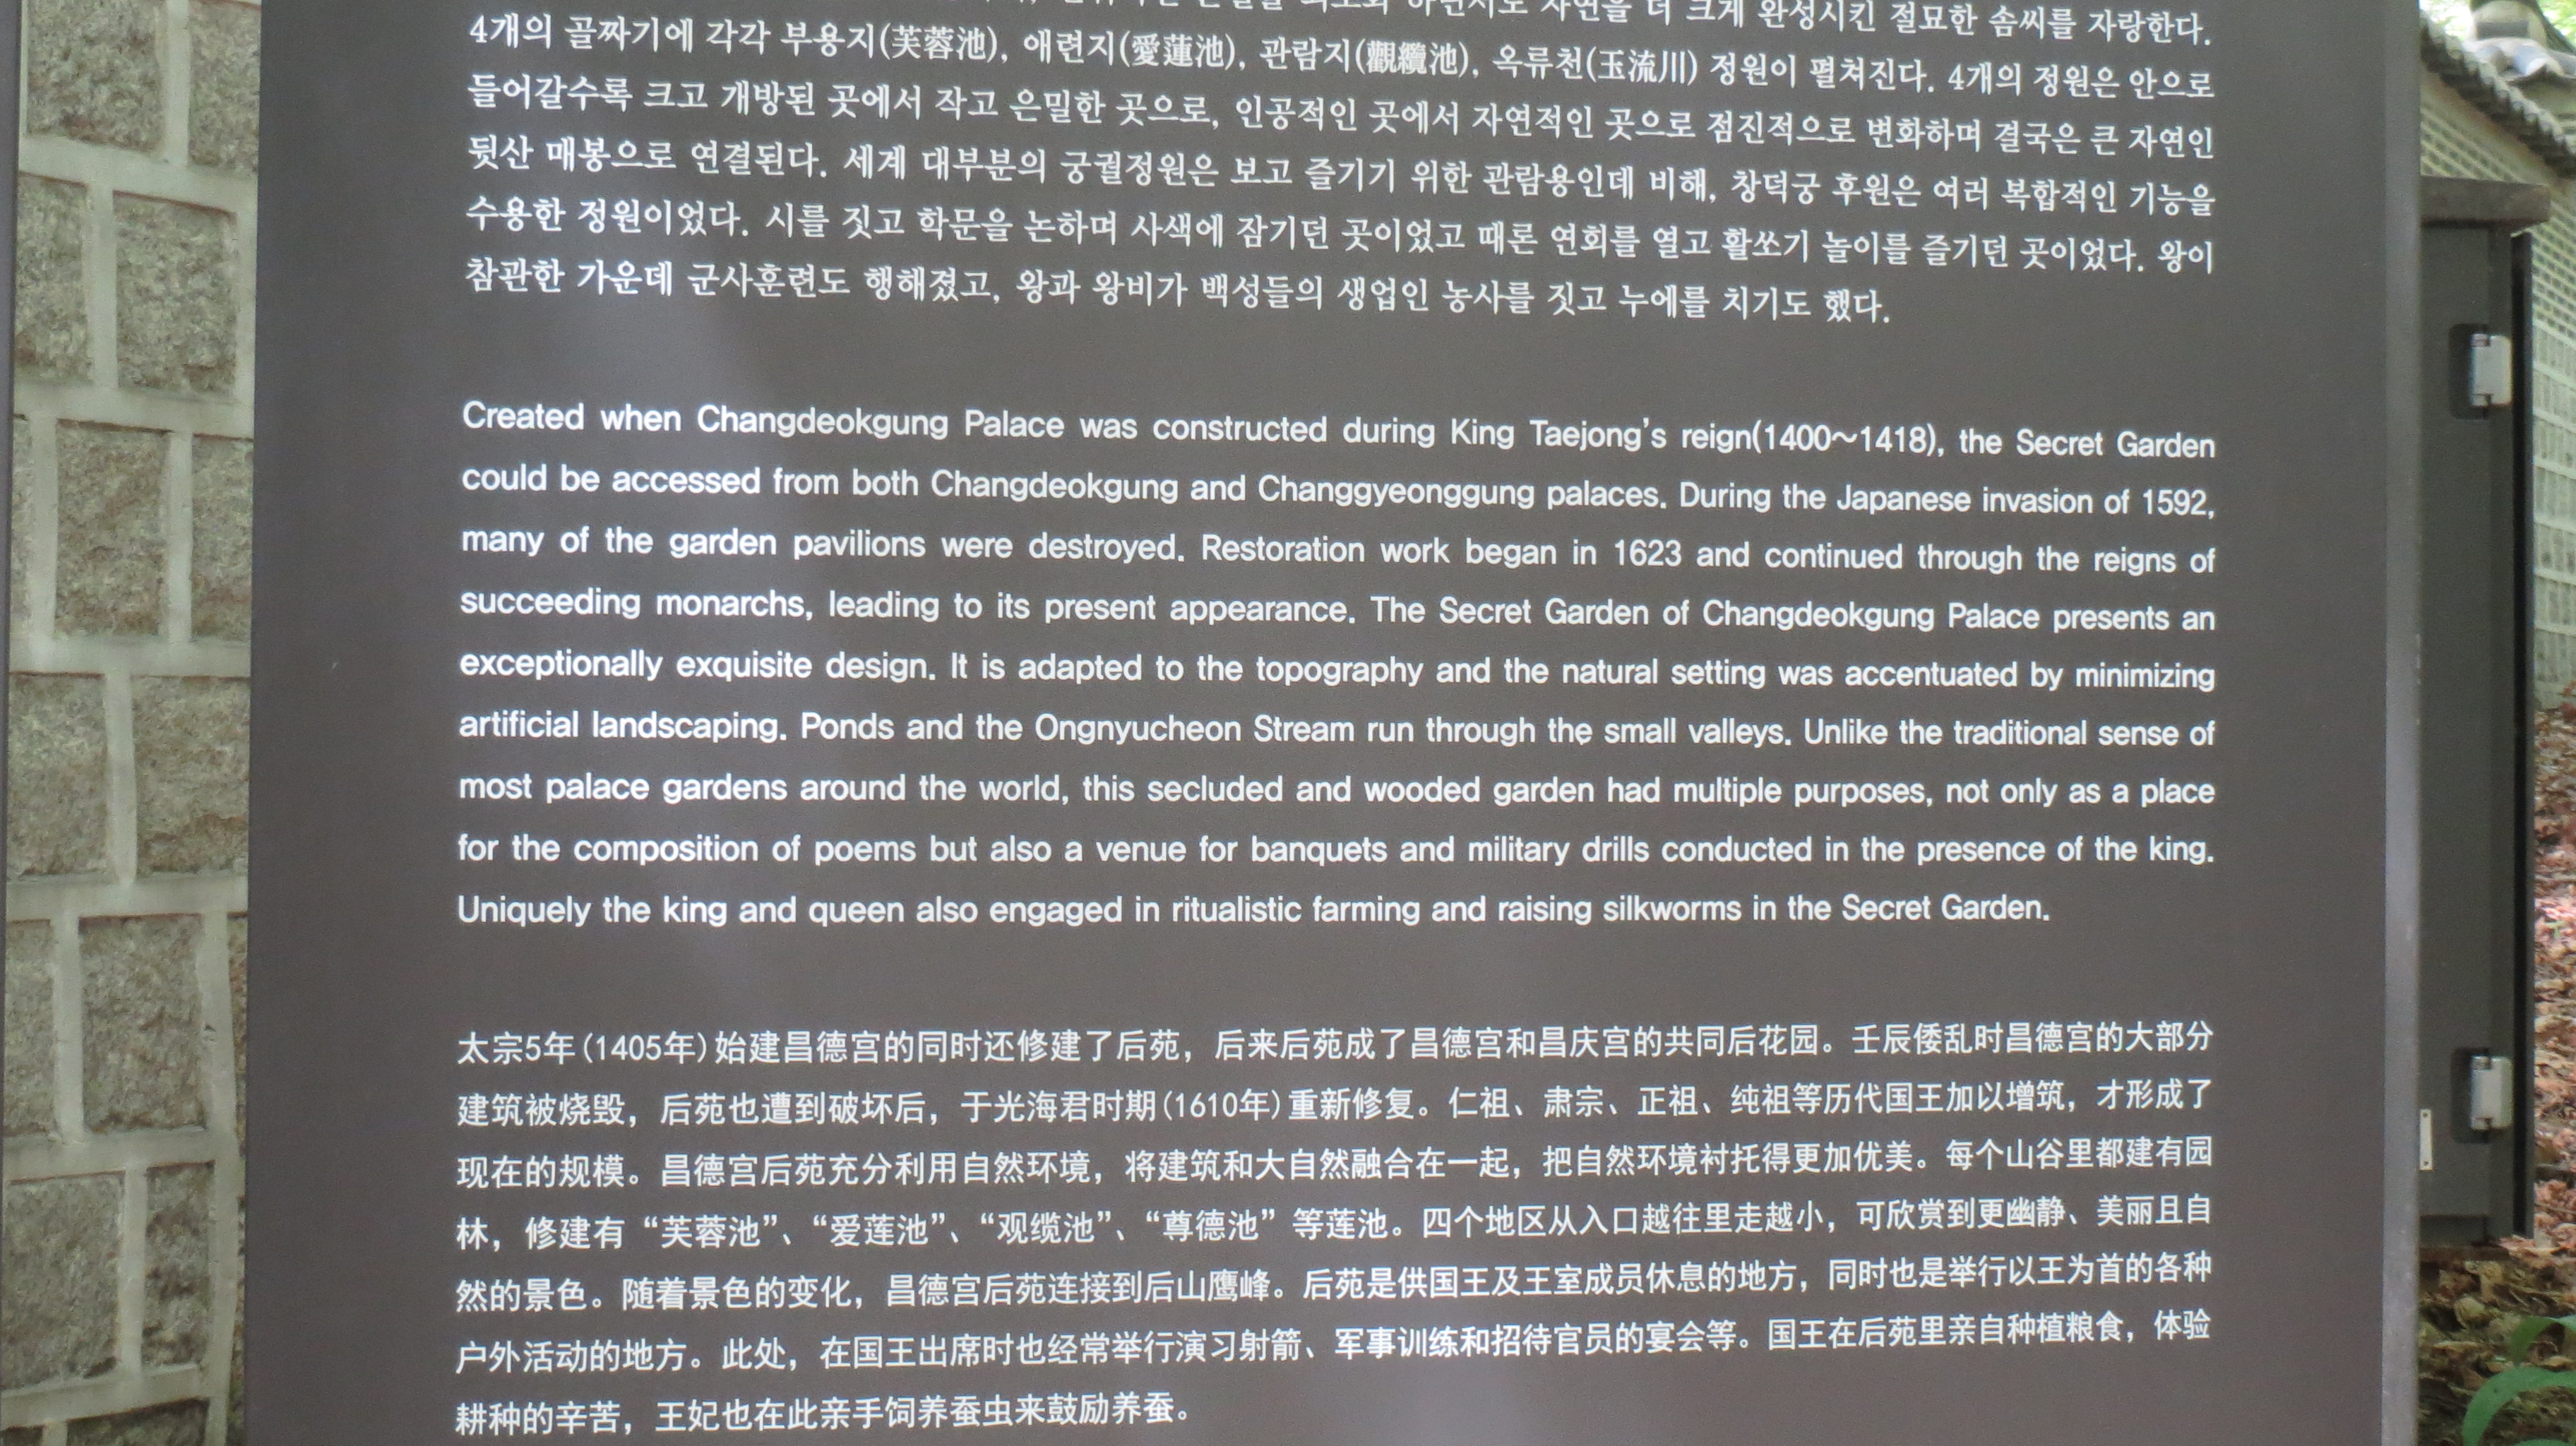 자연을 더 크게 완성시킨 절묘한 솜씨를 자랑한다.
4개의 골짜기에 각각 부용지(芙蓉池), 애련지(愛蓮池), 관람지(觀纜池), 옥류천(玉流川) 정원이 펼쳐진다. 4개의 정원은 안으로
들어갈수록 크고 개방된 곳에서 작고 은밀한 곳으로, 인공적인 곳에서 자연적인 곳으로 점진적으로 변화하며 결국은 큰 자연인
뒷산 매봉으로 연결된다. 세계 대부분의 궁궐정원은 보고 즐기기 위한 관람용인데 비해, 창덕궁 후원은 여러 복합적인 기능을
수용한 정원이었다. 시를 짓고 학문을 논하며 사색에 잠기던 곳이었고 때론 연회를 열고 활쏘기 놀이를 즐기던 곳이었다. 왕이
참관한 가운데 군사훈련도 행해졌고, 왕과 왕비가 백성들의 생업인 농사를 짓고 누에를 치기도 했다.
Created when Changdeokgung Palace was constructed during King Taejong's reign(1400~1418), the Secret Garden
could be accessed from both Changdeokgung and Changgyeonggung palaces. During the Japanese invasion of 1592,
many of the garden pavilions were destroyed. Restoration work began in 1623 and continued through the reigns of
succeeding monarchs, leading to its present appearance. The Secret Garden of Changdeokgung Palace presents an
exceptionally exquisite design. It is adapted to the topography and the natural setting was accentuated by minimizing
artificial landscaping. Ponds and the Ongnyucheon Stream run through the small valleys. Unlike the traditional sense of
most palace gardens around the world, this secluded and wooded garden had multiple purposes, not only as a place
for the composition of poems but also a venue for banquets and military drills conducted in the presence of the king.
Uniquely the king and queen also engaged in ritualistic farming and raising silkworms in the Secret Garden.
太宗5年(1405年)始建昌德宫的同时还修建了后苑，后来后苑成了昌德宫和昌庆宫的共同后花园。壬辰倭乱时昌德宫的大部分
建筑被烧毁，后苑也遭到破坏后，于光海君时期(1610年)重新修复。仁祖、肃宗、正祖、纯祖等历代国王加以增筑，才形成了
现在的规模。昌德宫后苑充分利用自然环境，将建筑和大自然融合在一起，把自然环境衬托得更加优美。每个山谷里都建有园
林，修建有“芙蓉池”、“爱莲池”、“观缆池”、“尊德池”等莲池。四个地区从入口越往里走越小，可欣赏到更幽静、美丽且自
然的景色。随着景色的变化，昌德宫后苑连接到后山鹰峰。后苑是供国王及王室成员休息的地方，同时也是举行以王为首的各种
户外活动的地方。此处，在国王出席时也经常举行演习射箭、军事训练和招待官员的宴会等。国王在后苑里亲自种植粮食，体验
耕种的辛苦，王妃也在此亲手饲养蚕虫来鼓励养蚕。